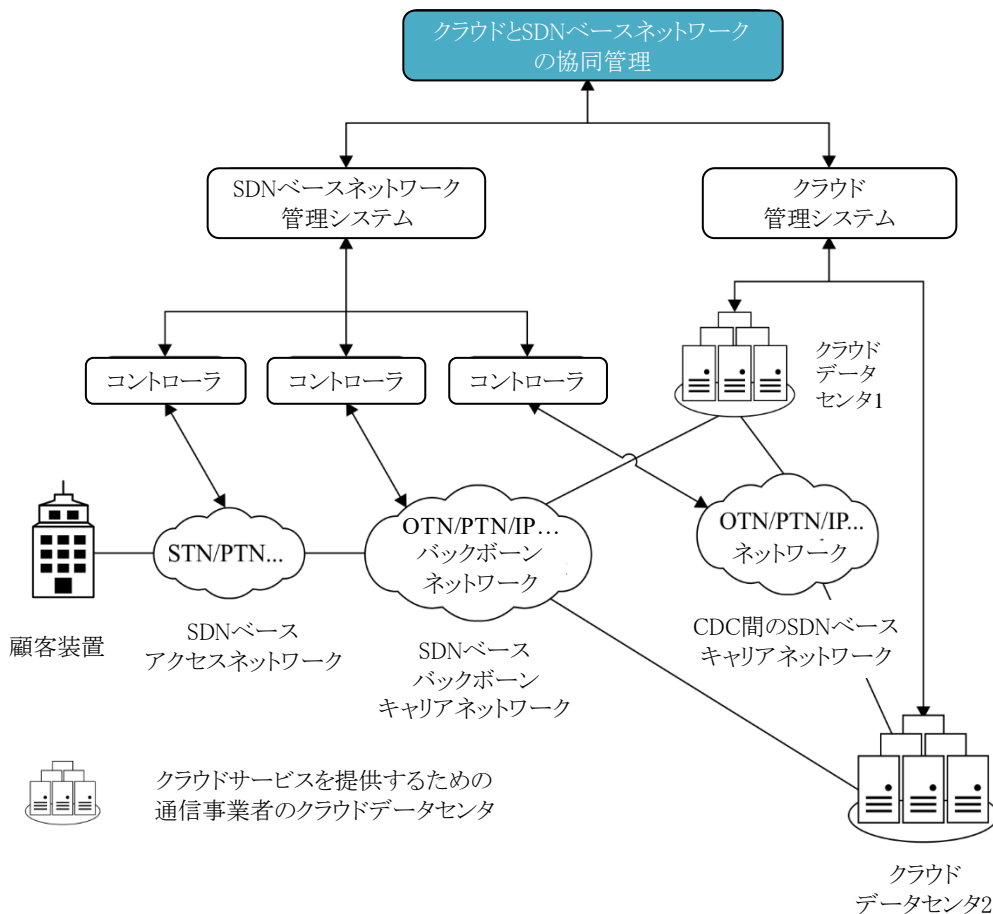 クラウドとSDNベースネットワーク
の協同管理
SDNベースネットワーク
管理システム
クラウド
管理システム
コントローラ
コントローラ
コントローラ
クラウド
データ
センタ1
STN/PTN...
OTN/PTN/IP...
バックボーン
ネットワーク
OTN/PTN/IP...
ネットワーク
顧客装置
SDNベース
アクセスネットワーク
SDNベース
バックボーン
キャリアネットワーク
CDC間のSDNベース
キャリアネットワーク
クラウドサービスを提供するための
通信事業者のクラウドデータセンタ
クラウド
データセンタ2